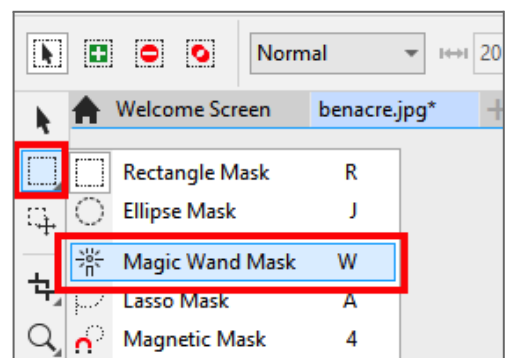 Normal 20
Welcome Screen benacre.jpg*
Rectangle Mask R
Ellipse Mask J
Magic Wand Mask W
Lasso Mask A
Magnetic Mask 4